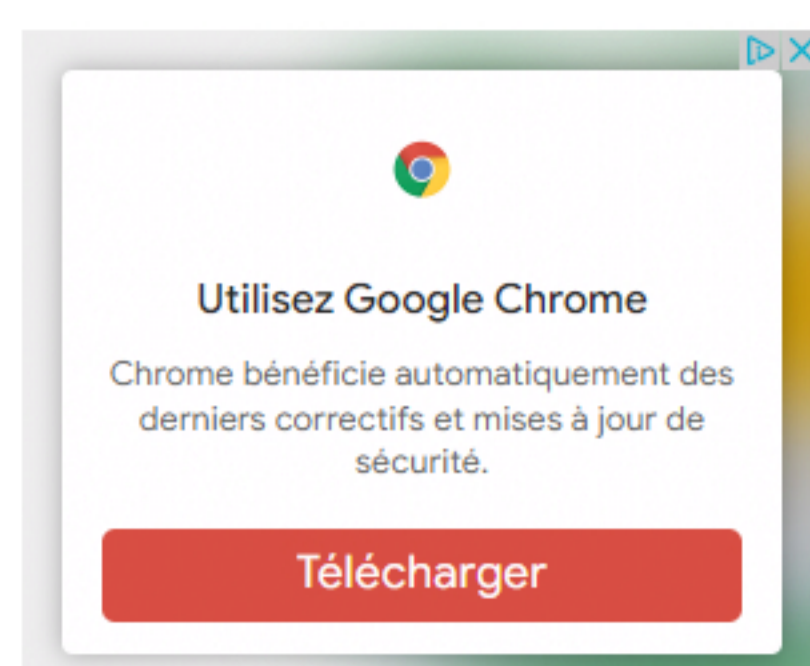 Utilisez Google Chrome
Chrome bénéficie automatiquement des
derniers correctifs et mises à jour de
sécurité.
Télécharger